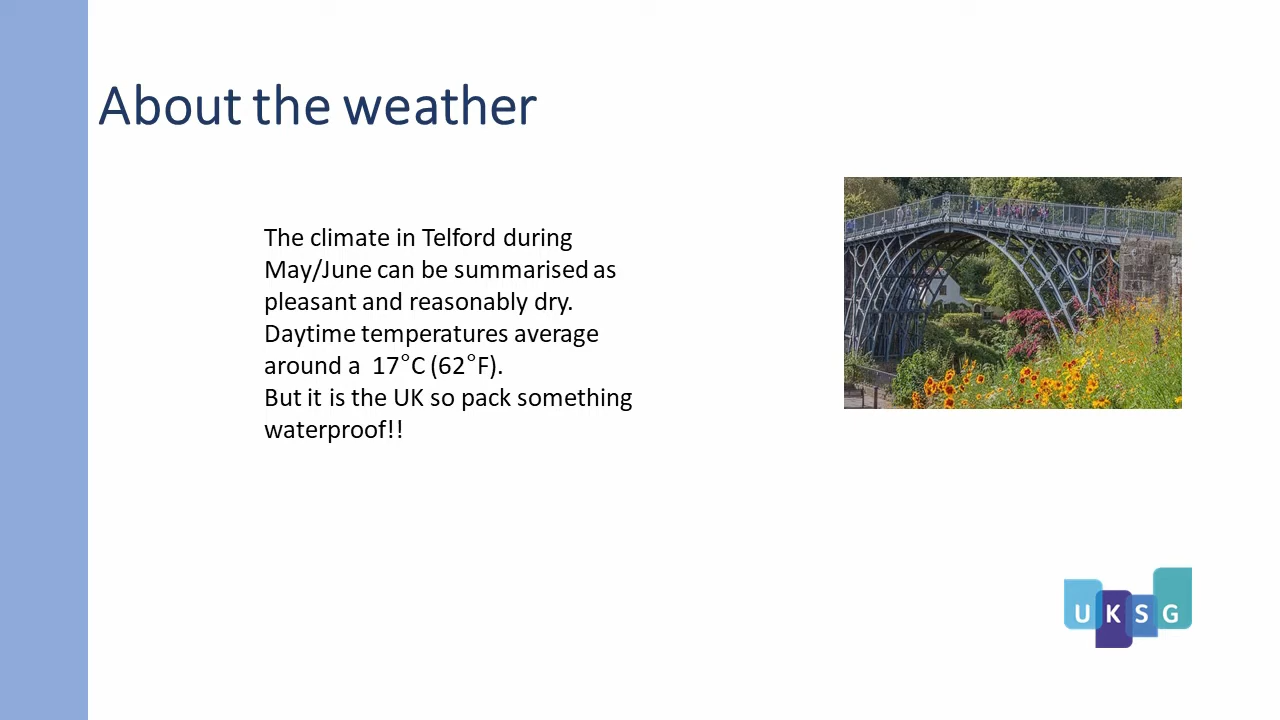 About the weather
The climate in Telford during
May/June can be summarised as
pleasant and reasonably dry.
Daytime temperatures average
around a  17°C (62°F).
But it is the UK so pack something
waterproof!!
UKSG